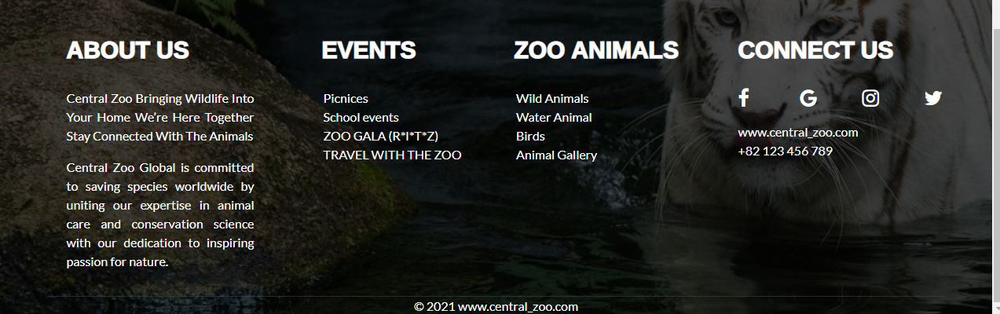 ABOUT US
Central Zoo Bringing Wildlife Into
Your Home We’re Here Together
Stay Connected With The Animals
Central Zoo Global is committed
to saving species worldwide by
uniting our expertise in animal
care and conservation science
with our dedication to inspiring
passion for nature.
EVENTS
Picnices
School events
ZOO GALA (R*I*T*Z)
TRAVEL WITH THE ZOO
ZOO ANIMALS
Wild Animals
Water Animal
Birds
Animal Gallery
CONNECT US
www.central_zoo.com
+82 123 456 789
© 2021 www.central_zoo.com